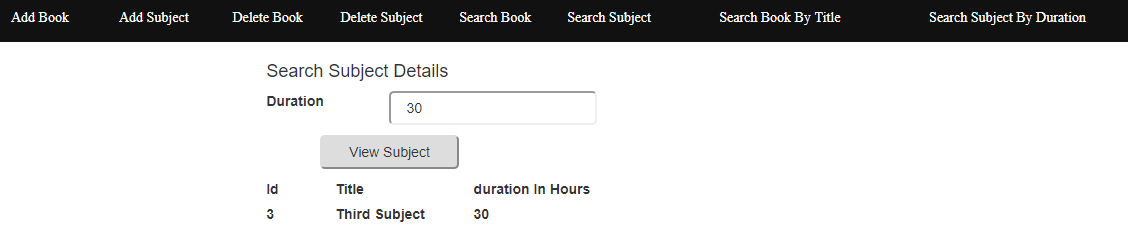 Add Book Add Subject Delete Book Delete Subject Search Book Search Subject Search Book By Title Search Subject By Duration
Search Subject Details
Duration 30
View Subject
Id Title duration In Hours
3 Third Subject 30